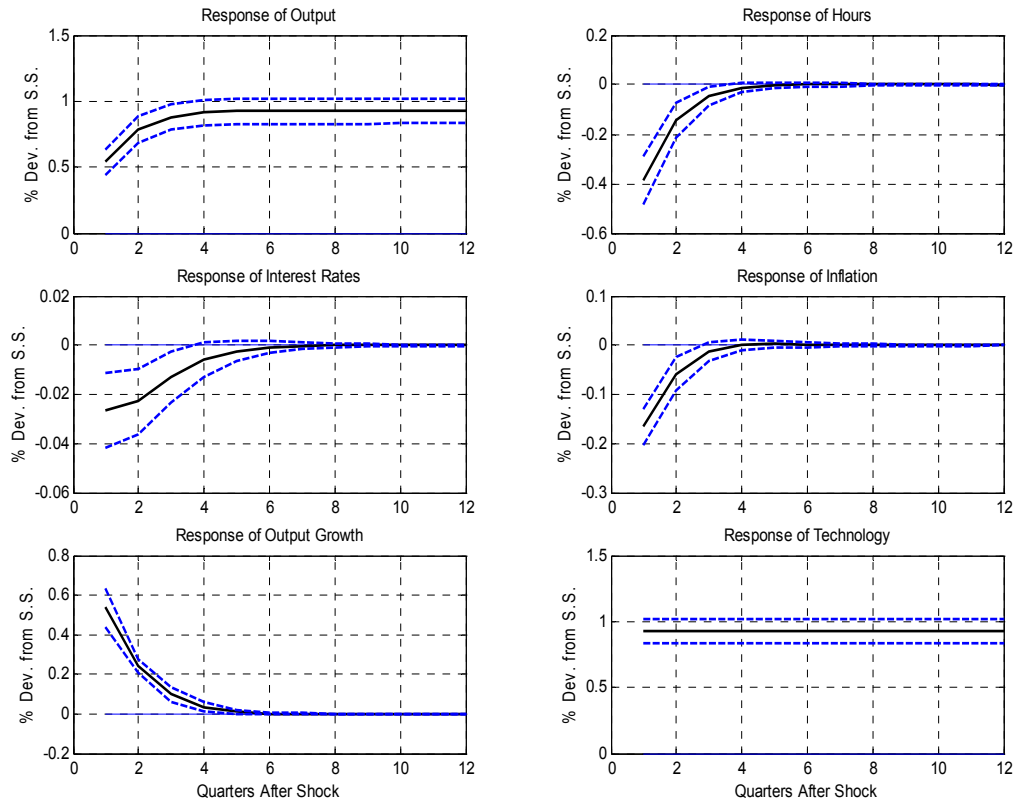 Response of Output
% Dev. from S.S.
1.5
1
0.5
0
0 2 4 6 8 10 12
Response of Hours
% Dev. from S.S.
0.2
0
-0.2
-0.4
-0.6
0 2 4 6 8 10 12
Response of Interest Rates
% Dev. from S.S.
0.02
0
-0.02
-0.04
-0.06
0 2 4 6 8 10 12
Response of Inflation
% Dev. from S.S.
0.1
0
-0.1
-0.2
-0.3
0 2 4 6 8 10 12
Response of Output Growth
% Dev. from S.S.
0.8
0.6
0.4
0.2
0
-0.2
0 2 4 6 8 10 12
Quarters After Shock
Response of Technology
% Dev. from S.S.
1.5
1
0.5
0
0 2 4 6 8 10 12
Quarters After Shock